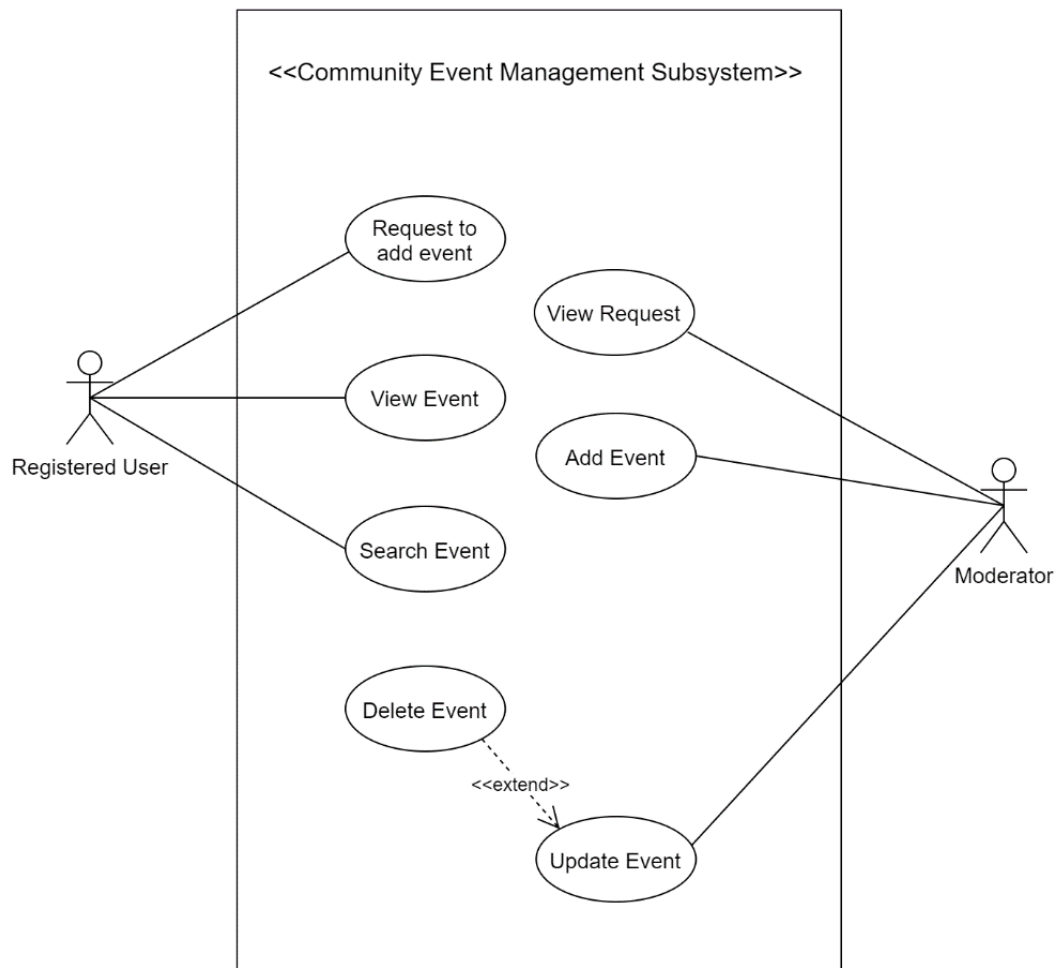 <<Community Event Management Subsystem>>
Request to
add event
View Request
View Event
Add Event
Registered User
Search Event
Moderator
Delete Event
<<extend>>
Update Event